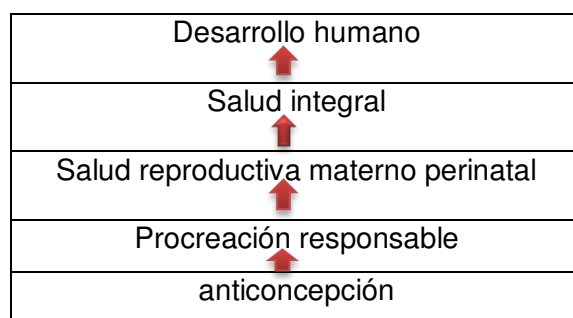 Desarrollo humano
Salud integral
Salud reproductiva materno perinatal
Procreación responsable
anticoncepción